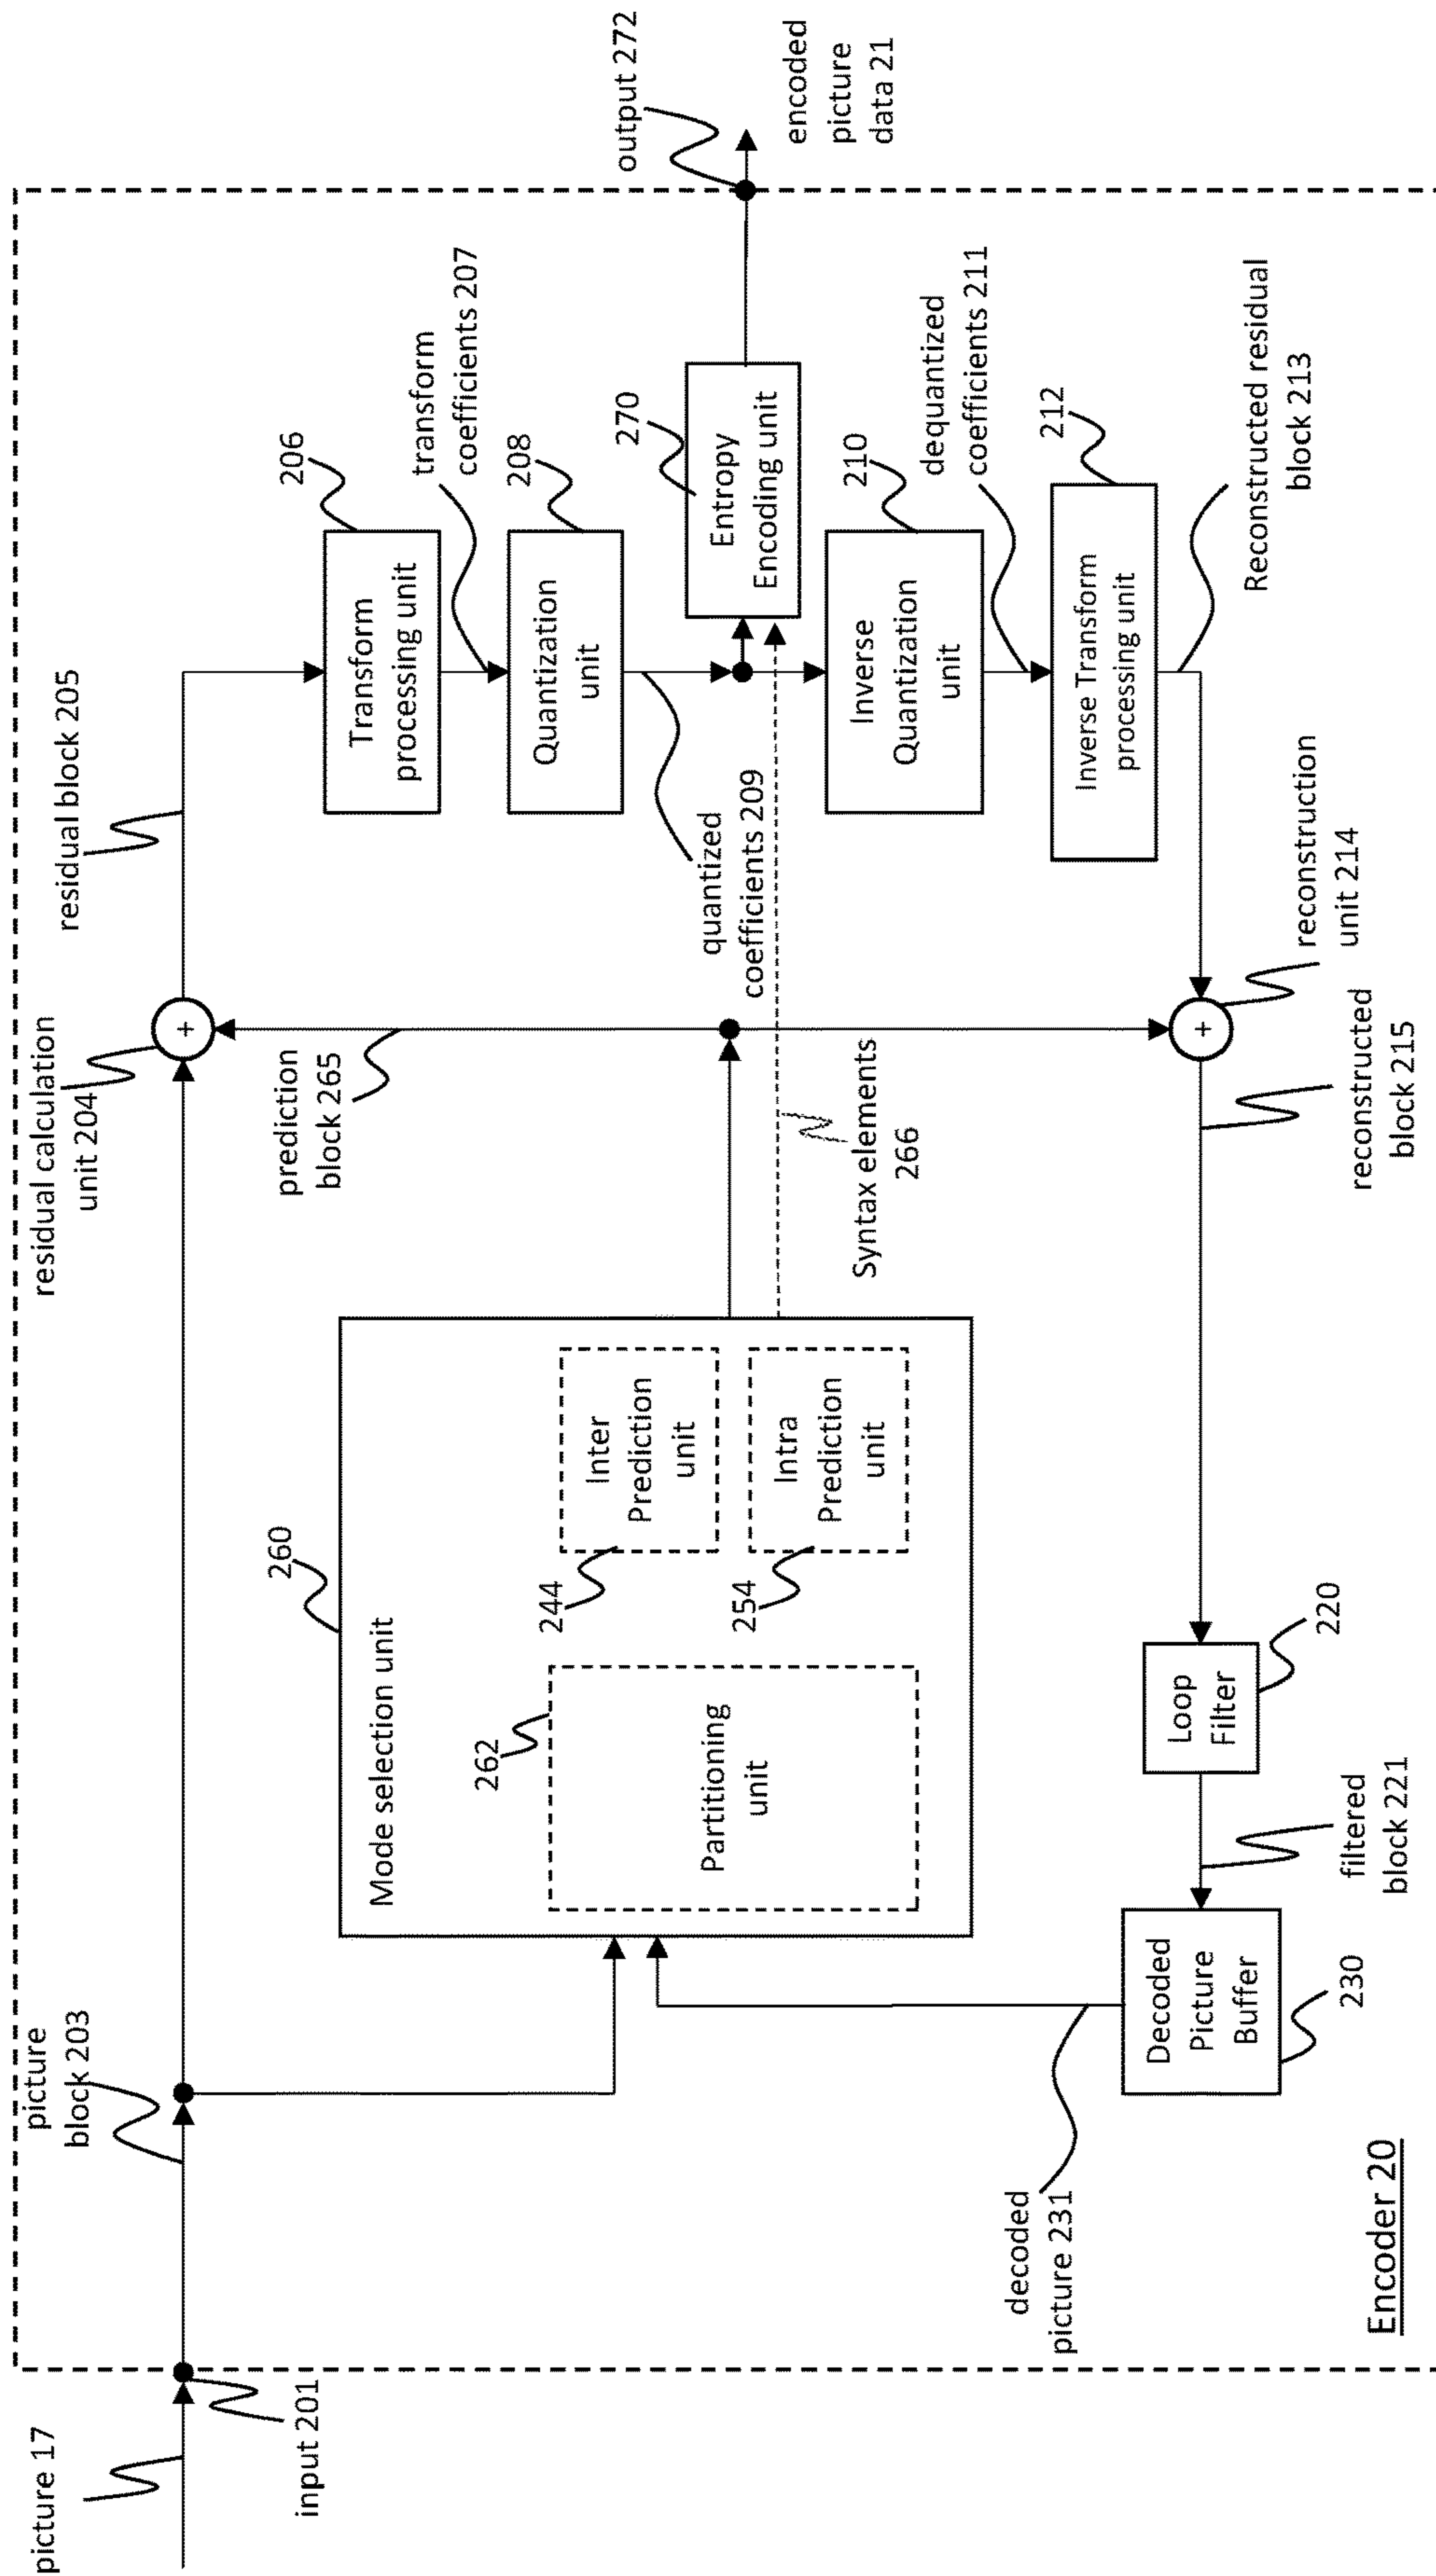 picture 17
input 201
picture
block 203
residual calculation
unit 204
residual block 205
206
Transform
processing unit
transform
coefficients 207
208
Quantization
unit
quantized
coefficients 209
270
Entropy
Encoding unit
output 272
encoded
picture
data 21
210
Inverse
Quantization
unit
dequantized
coefficients 211
212
Inverse Transform
processing unit
Reconstructed residual
block 213
prediction
block 265
Syntax elements
266
260
Mode selection unit
262
Partitioning
unit
244
Inter
Prediction
unit
254
Intra
Prediction
unit
reconstruction
unit 214
reconstructed
block 215
220
Loop
Filter
filtered
block 221
Decoded
Picture
Buffer
230
decoded
picture 231
Encoder 20
+
+